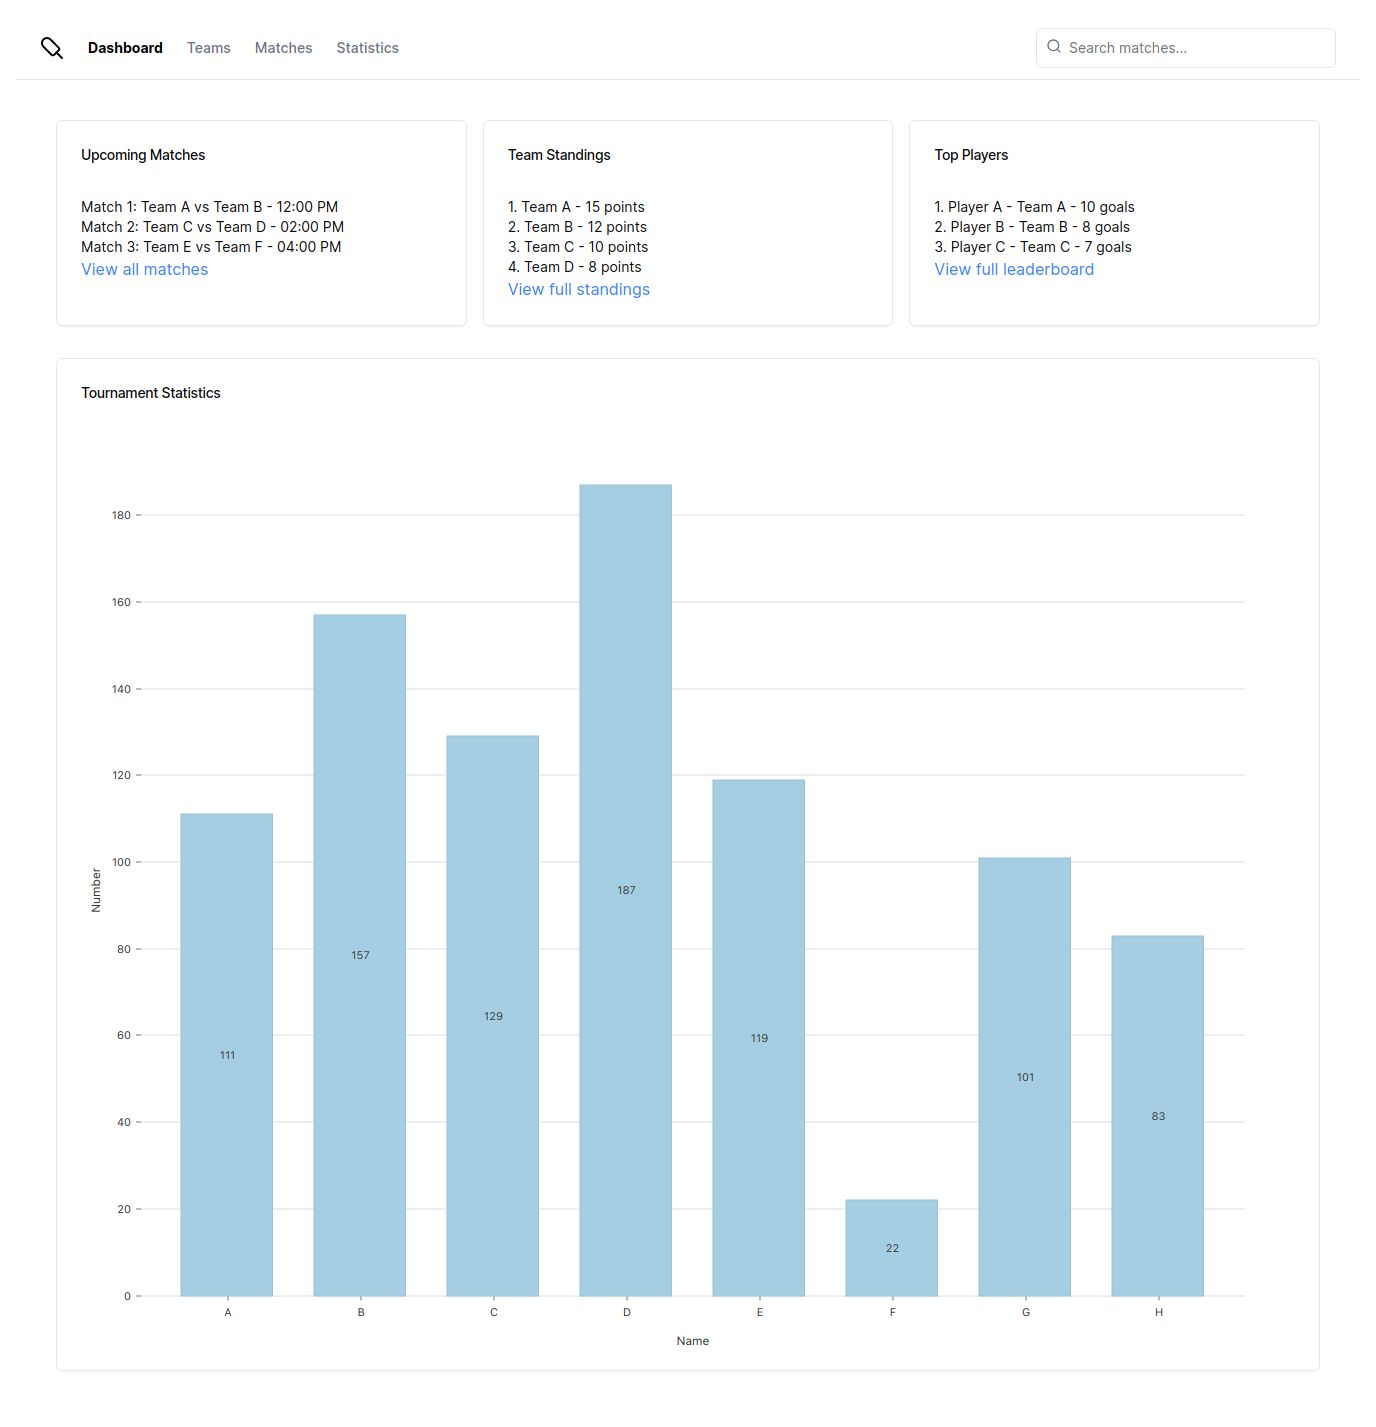 Dashboard
Teams
Matches
Statistics
Search matches...
Upcoming Matches
Match 1: Team A vs Team B - 12:00 PM
Match 2: Team C vs Team D - 02:00 PM
Match 3: Team E vs Team F - 04:00 PM
View all matches
Team Standings
1. Team A - 15 points
2. Team B - 12 points
3. Team C - 10 points
4. Team D - 8 points
View full standings
Top Players
1. Player A - Team A - 10 goals
2. Player B - Team B - 8 goals
3. Player C - Team C - 7 goals
View full leaderboard
Tournament Statistics
180
160
140
120
100
80
60
40
20
0
Number
111
157
129
187
119
22
101
83
A
B
C
D
E
F
G
H
Name